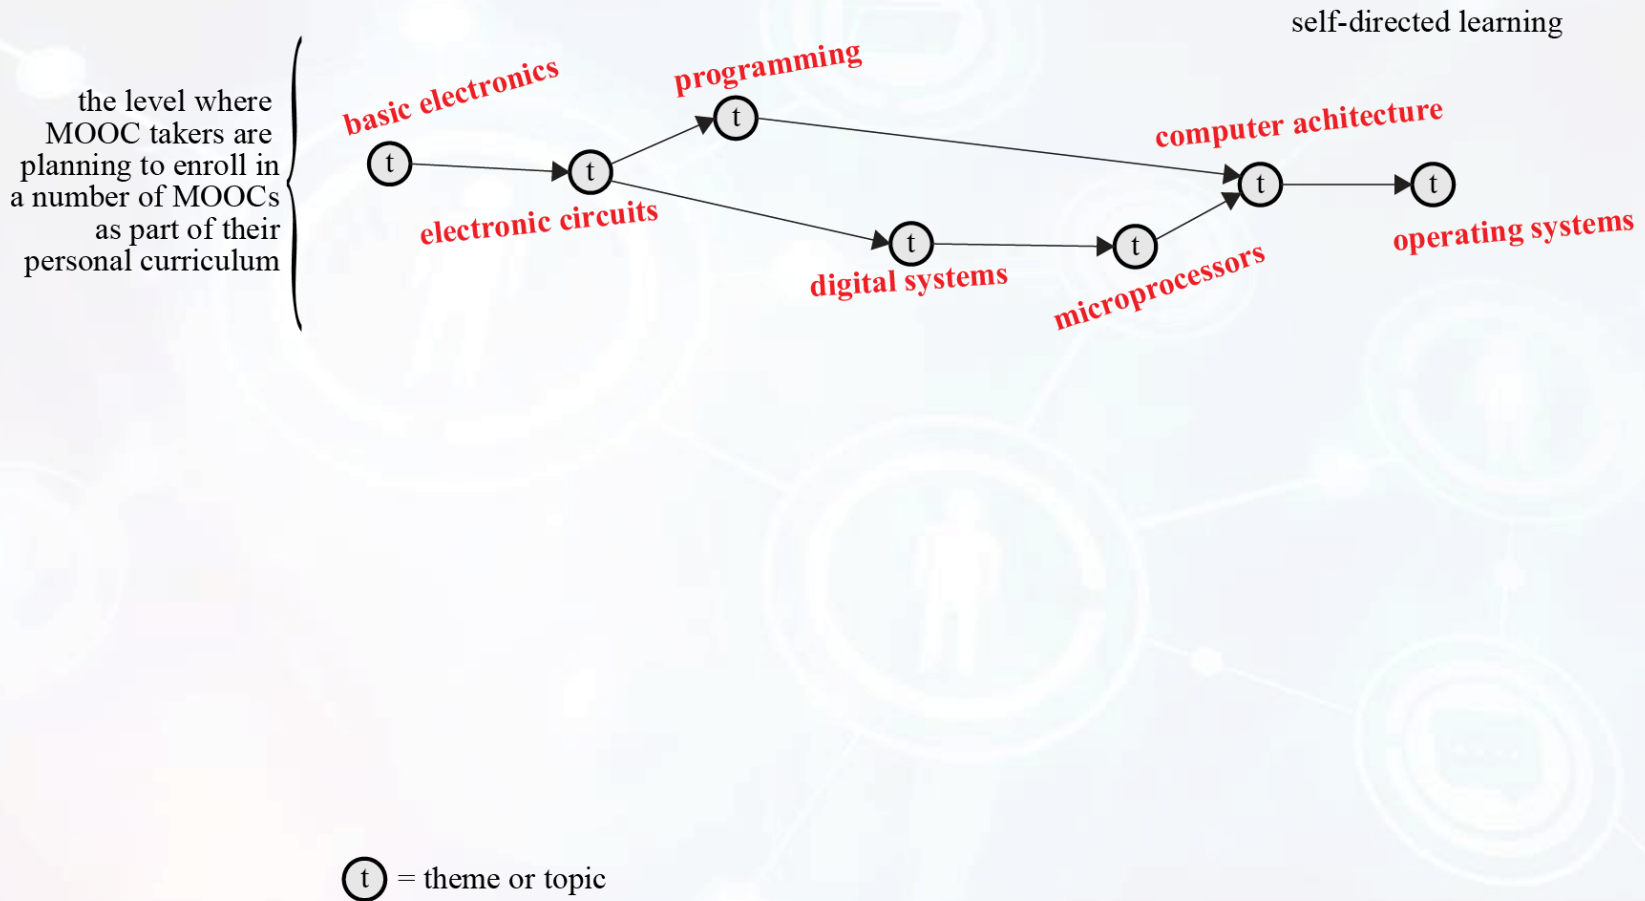 self-directed learning
the level where
MOOC takers are
planning to enroll in
a number of MOOCs
as part of their
personal curriculum
basic electronics
t
electronic circuits
t
programming
t
digital systems
t
microprocessors
t
computer achitecture
t
operating systems
t
t = theme or topic